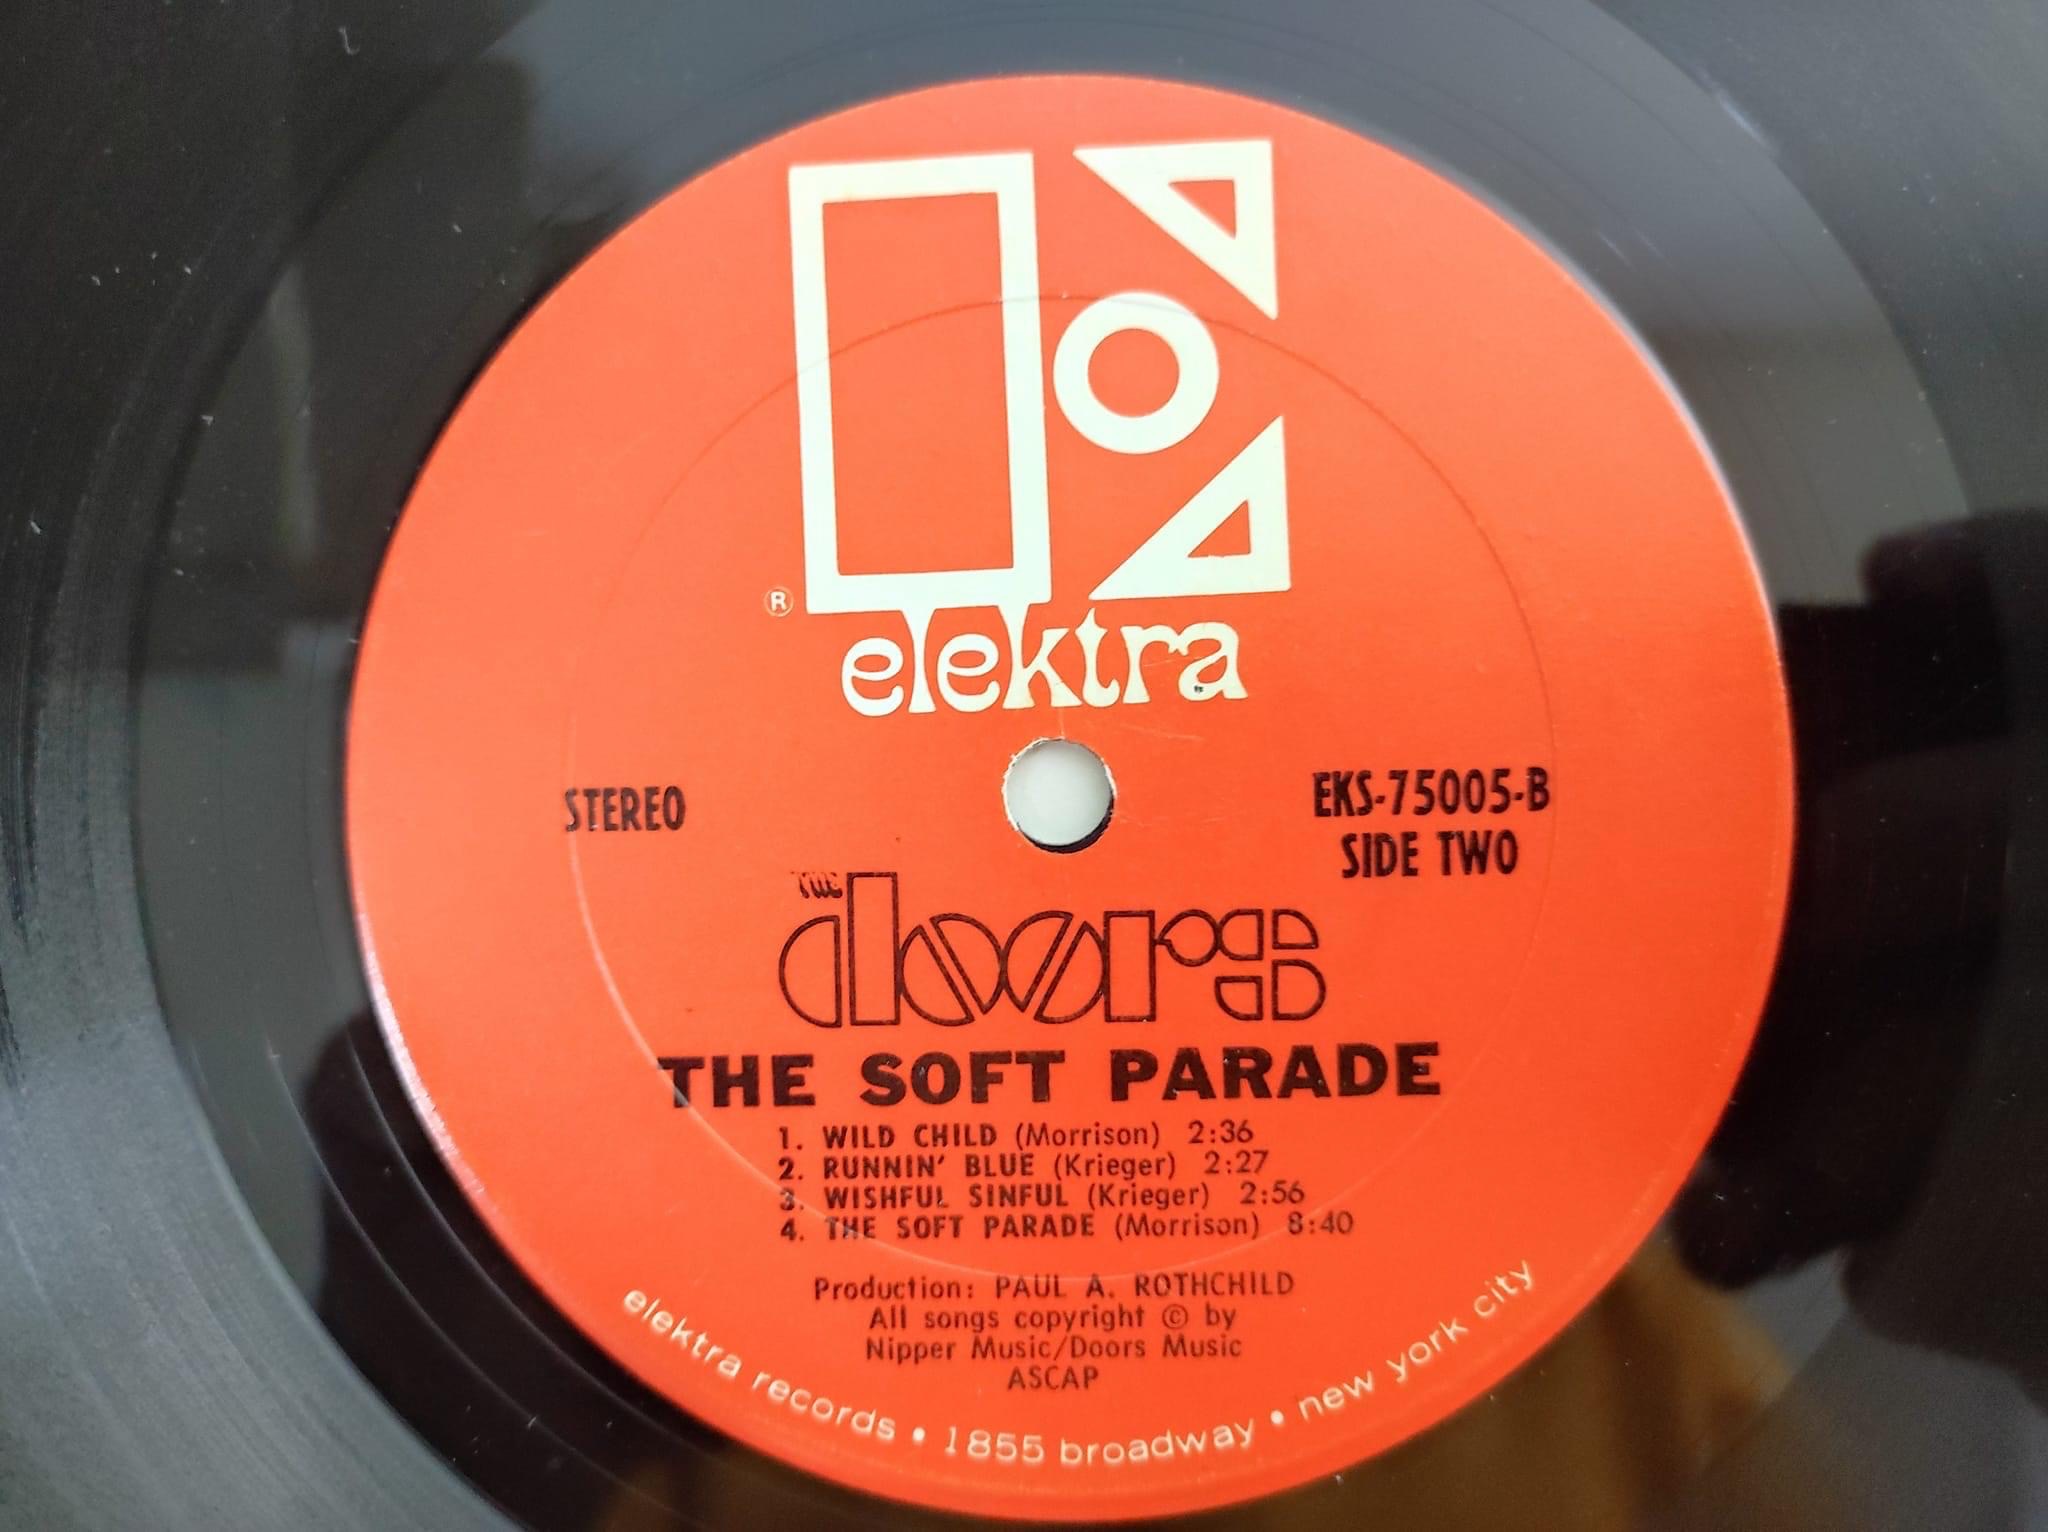 ®
elektra
STEREO
EKS-75005-B
SIDE TWO
THE
doors
THE SOFT PARADE
1. WILD CHILD (Morrison) 2:36
2. RUNNIN' BLUE (Krieger) 2:27
3. WISHFUL SINFUL (Krieger) 2:56
4. THE SOFT PARADE (Morrison) 8:40
Production: PAUL A. ROTHCHILD
All songs copyright © by
Nipper Music/Doors Music
ASCAP
elektra records • 1855 broadway • new york city